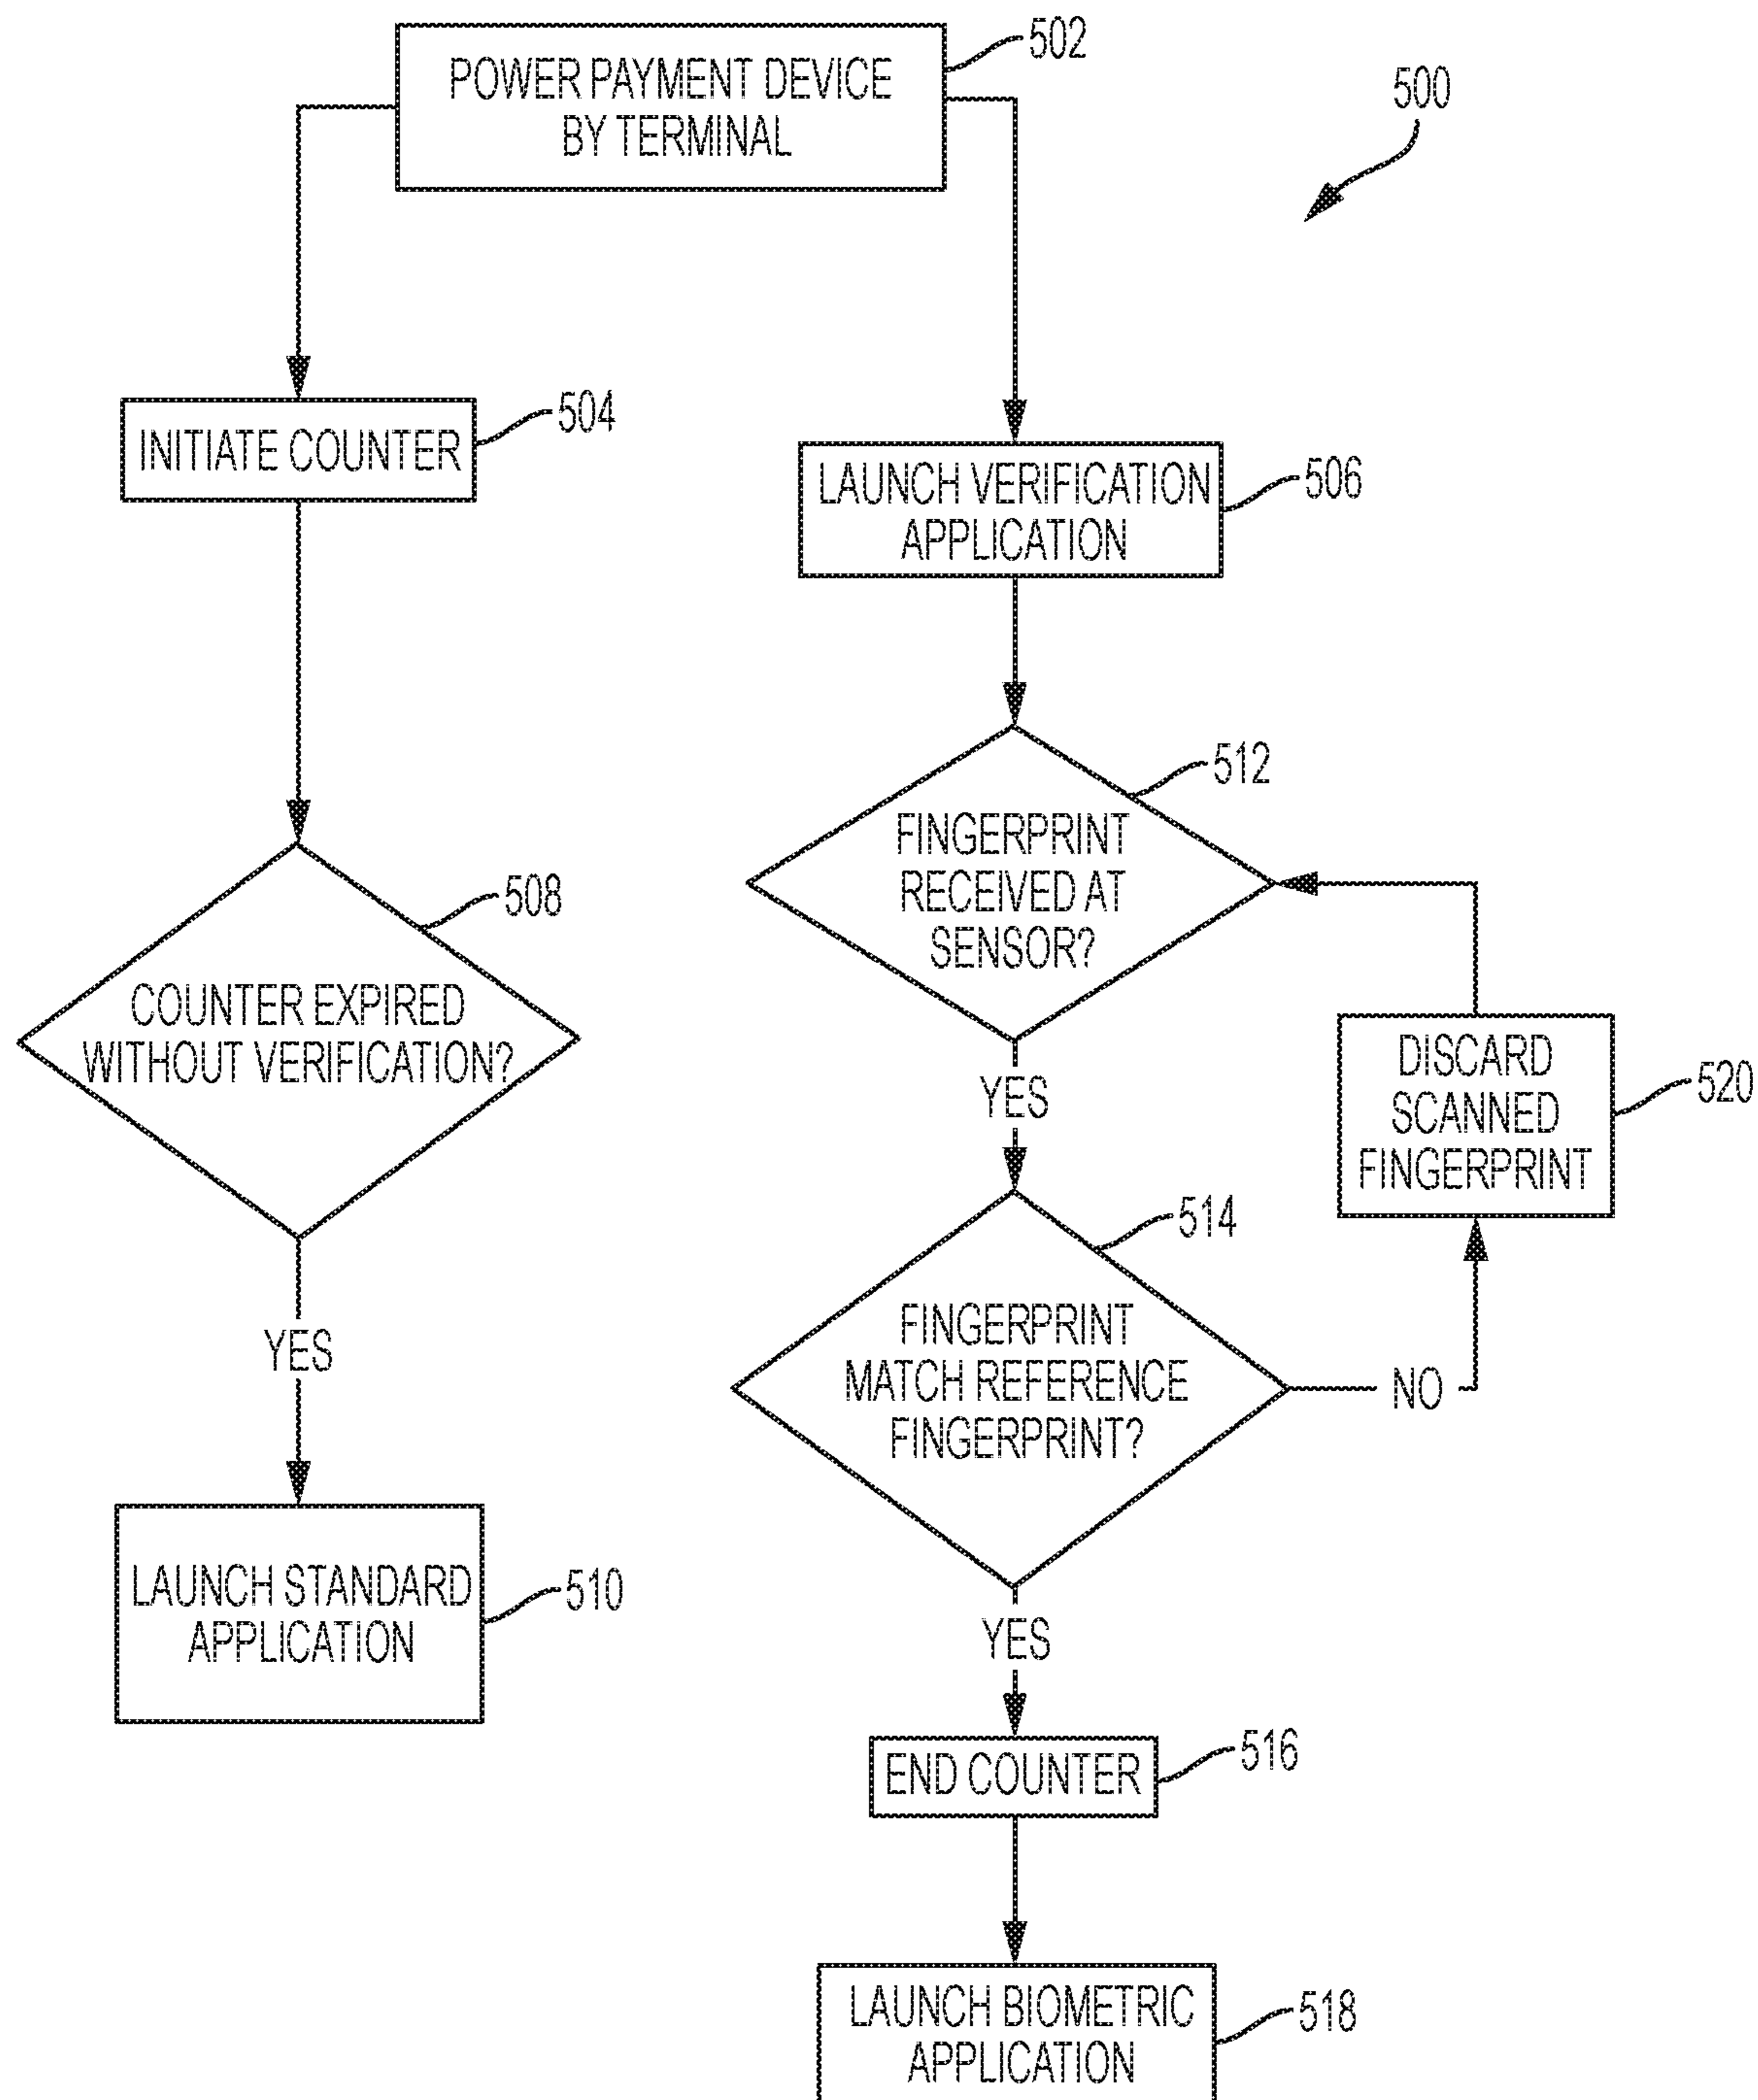 POWER PAYMENT DEVICE
BY TERMINAL
502
500
INITIATE COUNTER
504
LAUNCH VERIFICATION
APPLICATION
506
FINGERPRINT
RECEIVED AT
SENSOR?
512
COUNTER EXPIRED
WITHOUT VERIFICATION?
508
YES
DISCARD
SCANNED
FINGERPRINT
520
FINGERPRINT
MATCH REFERENCE
FINGERPRINT?
514
NO
YES
LAUNCH STANDARD
APPLICATION
510
YES
END COUNTER
516
LAUNCH BIOMETRIC
APPLICATION
518